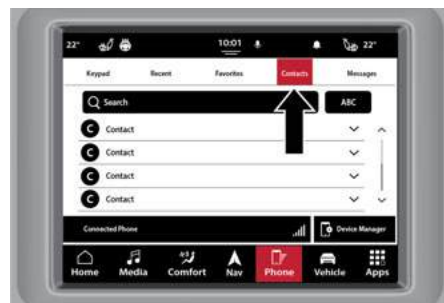 22° 10:01 22°
Keypad Recent Favorites Contacts Messages
Search ABC
C Contact
C Contact
C Contact
C Contact
Connected Phone Device Manager
Home Media Comfort Nav Phone Vehicle Apps